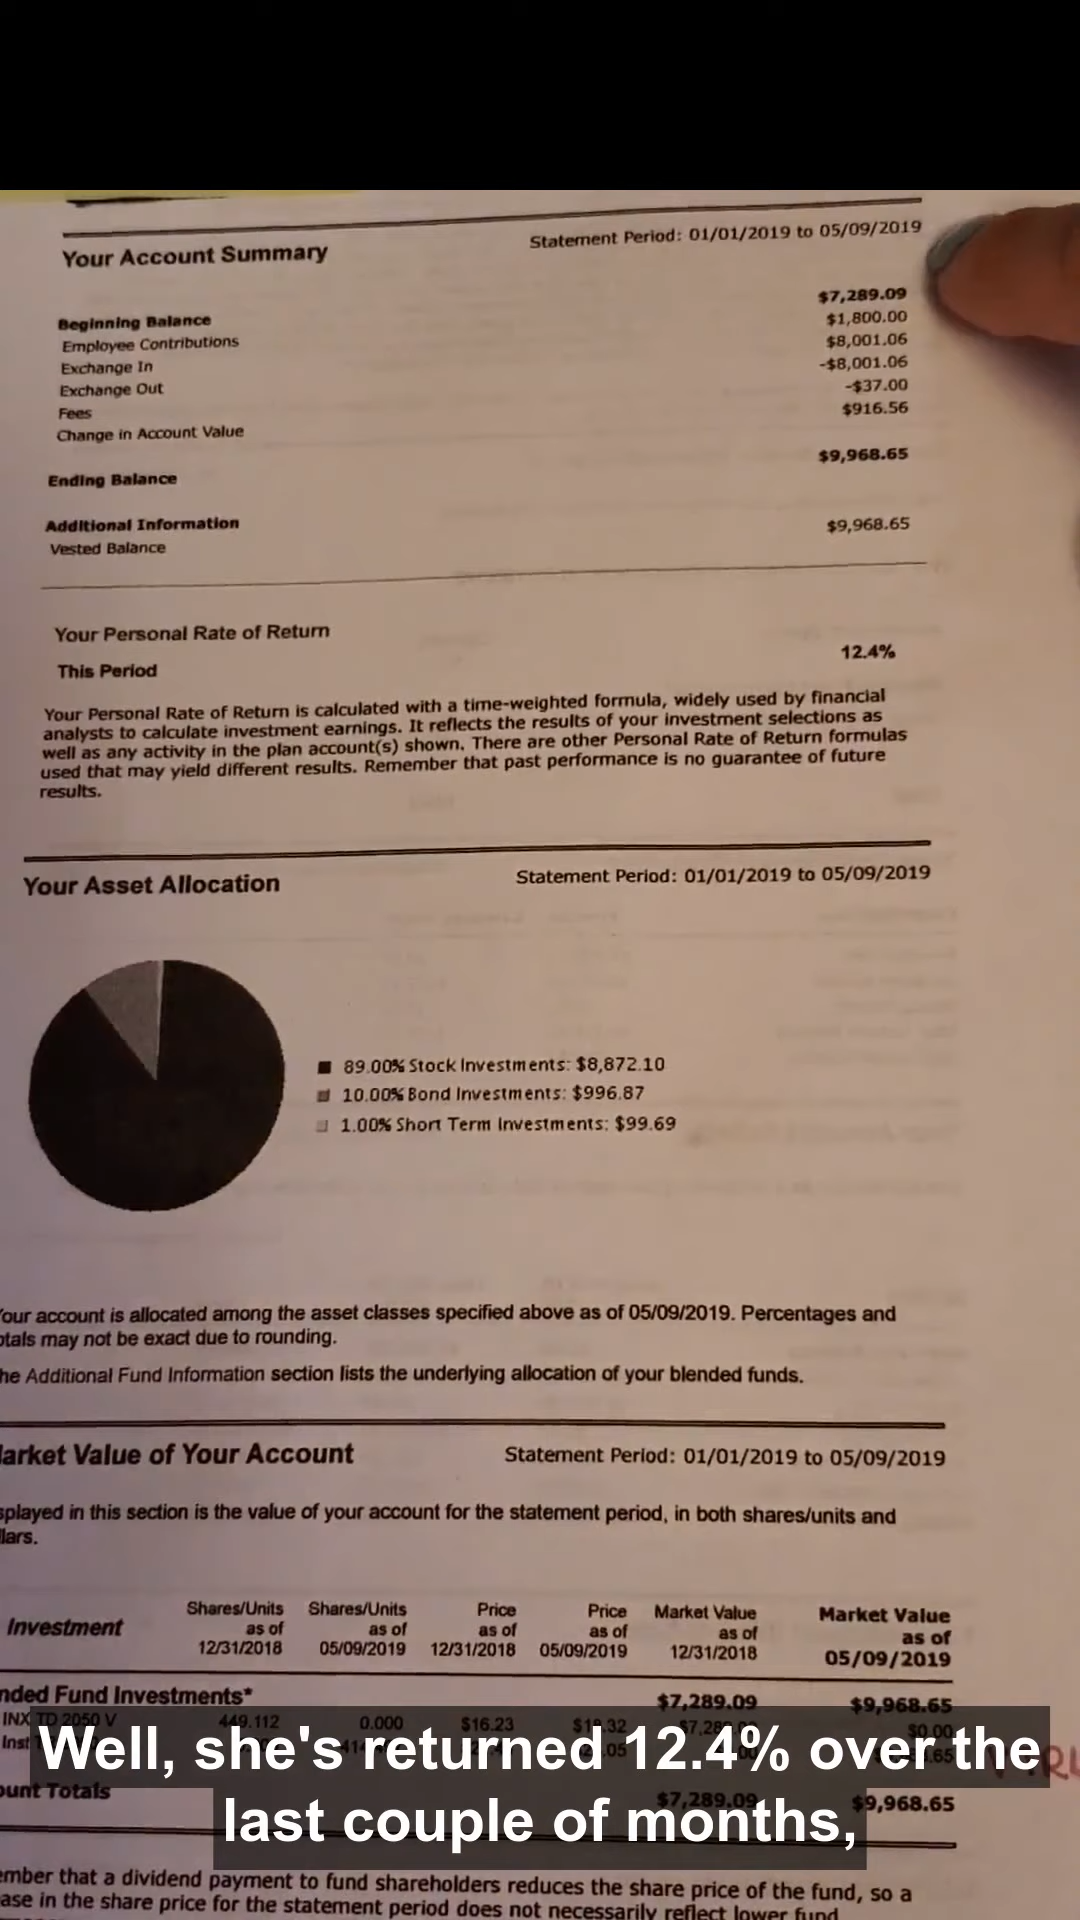 Your Account Summary
Statement Period: 01/01/2019 to 05/09/2019
Beginning Balance $7,289.09
Employee Contributions $1,800.00
Exchange In $8,001.06
Exchange Out -$8,001.06
Fees -$37.00
Change in Account Value $916.56
Ending Balance $9,968.65
Additional Information
Vested Balance $9,968.65
Your Personal Rate of Return
This Period 12.4%
Your Personal Rate of Return is calculated with a time-weighted formula, widely used by financial
analysts to calculate investment earnings. It reflects the results of your investment selections as
well as any activity in the plan account(s) shown. There are other Personal Rate of Return formulas
used that may yield different results. Remember that past performance is no guarantee of future
results.
Your Asset Allocation
Statement Period: 01/01/2019 to 05/09/2019
89.00% Stock Investments: $8,872.10
10.00% Bond Investments: $996.87
1.00% Short Term Investments: $99.69
our account is allocated among the asset classes specified above as of 05/09/2019. Percentages and
otals may not be exact due to rounding.
he Additional Fund Information section lists the underlying allocation of your blended funds.
arket Value of Your Account
Statement Period: 01/01/2019 to 05/09/2019
splayed in this section is the value of your account for the statement period, in both shares/units and
llars.
Investment
Shares/Units as of 12/31/2018
Shares/Units as of 05/09/2019
Price as of 12/31/2018
Price as of 05/09/2019
Market Value as of 12/31/2018
Market Value as of 05/09/2019
nded Fund Investments* $7,289.09 $9,968.65
INX TD 2050 V 449.112 0.000 $16.23 $0.00
Inst
ount Totals $7,289.09 $9,968.65
Well, she's returned 12.4% over the
last couple of months,
ember that a dividend payment to fund shareholders reduces the share price of the fund, so a
ease in the share price for the statement period does not necessarily reflect lower fund